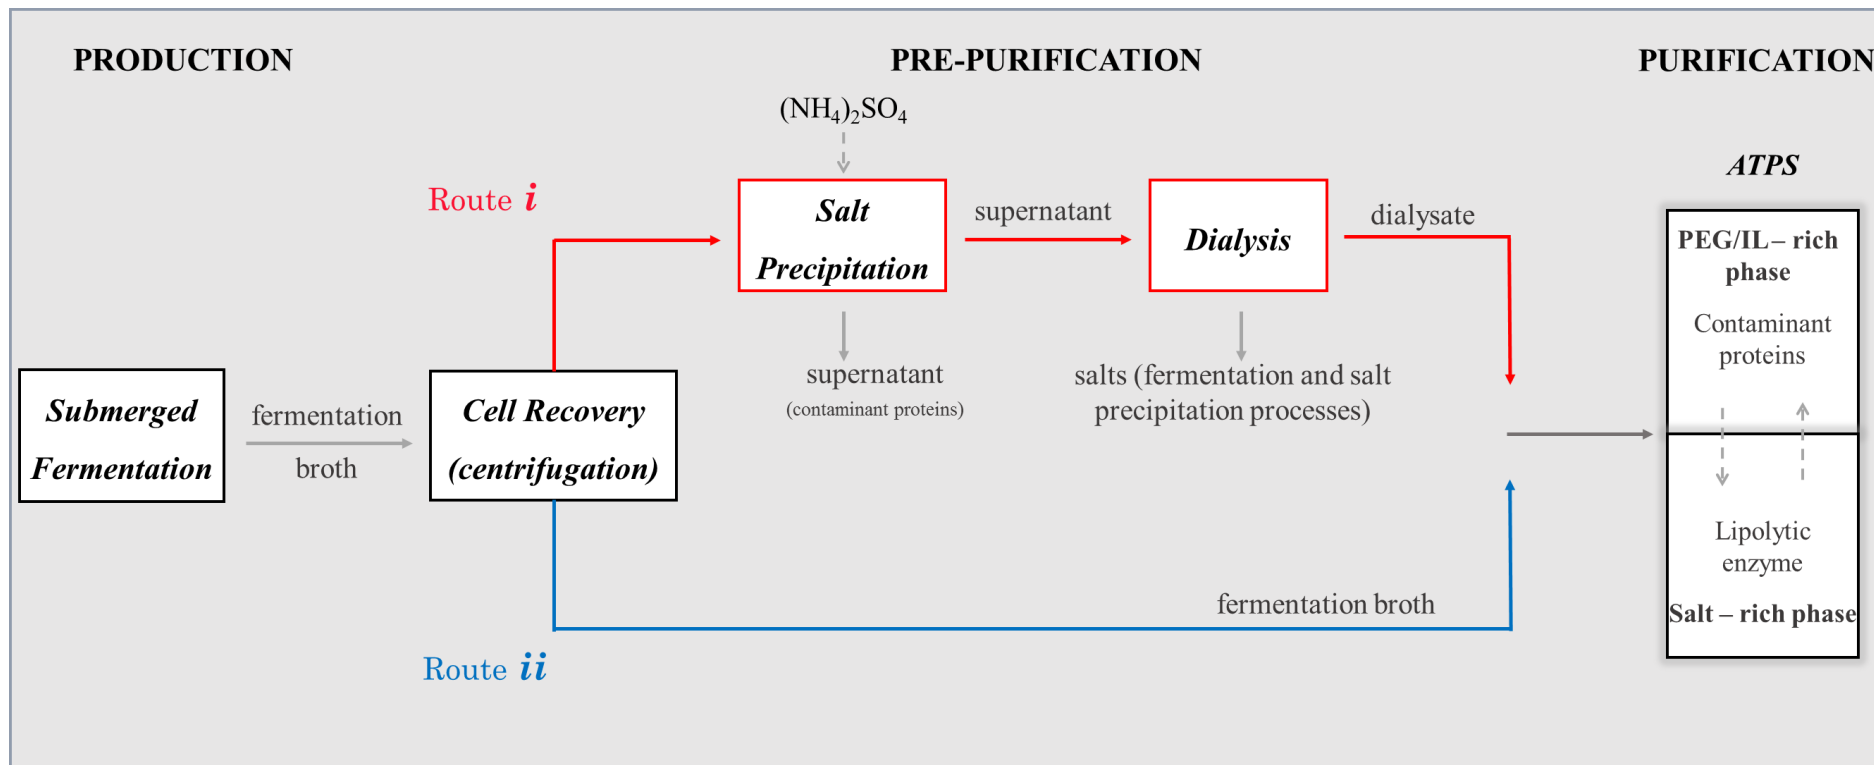 PRODUCTION
PRE-PURIFICATION
PURIFICATION
(NH₄)₂SO₄
ATPS
Route i
Salt
Precipitation
supernatant
Dialysis
dialysate
PEG/IL – rich
phase
Contaminant
proteins
supernatant
(contaminant proteins)
salts (fermentation and salt
precipitation processes)
Submerged
Fermentation
fermentation
broth
Cell Recovery
(centrifugation)
Lipolytic
enzyme
Salt – rich phase
fermentation broth
Route ii